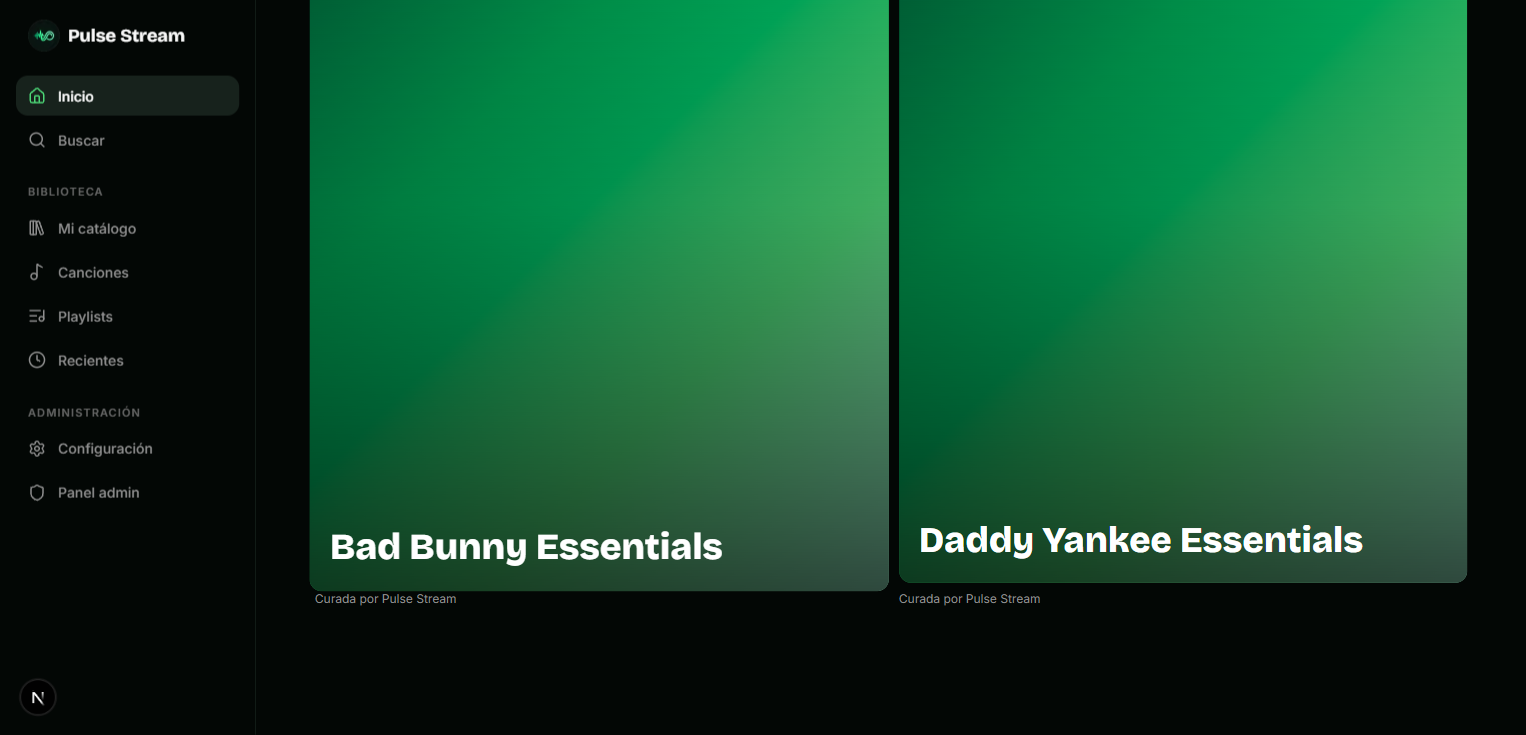 Pulse Stream
Inicio
Buscar
BIBLIOTECA
Mi catálogo
Canciones
Playlists
Recientes
ADMINISTRACIÓN
Configuración
Panel admin
N
Bad Bunny Essentials
Curada por Pulse Stream
Daddy Yankee Essentials
Curada por Pulse Stream